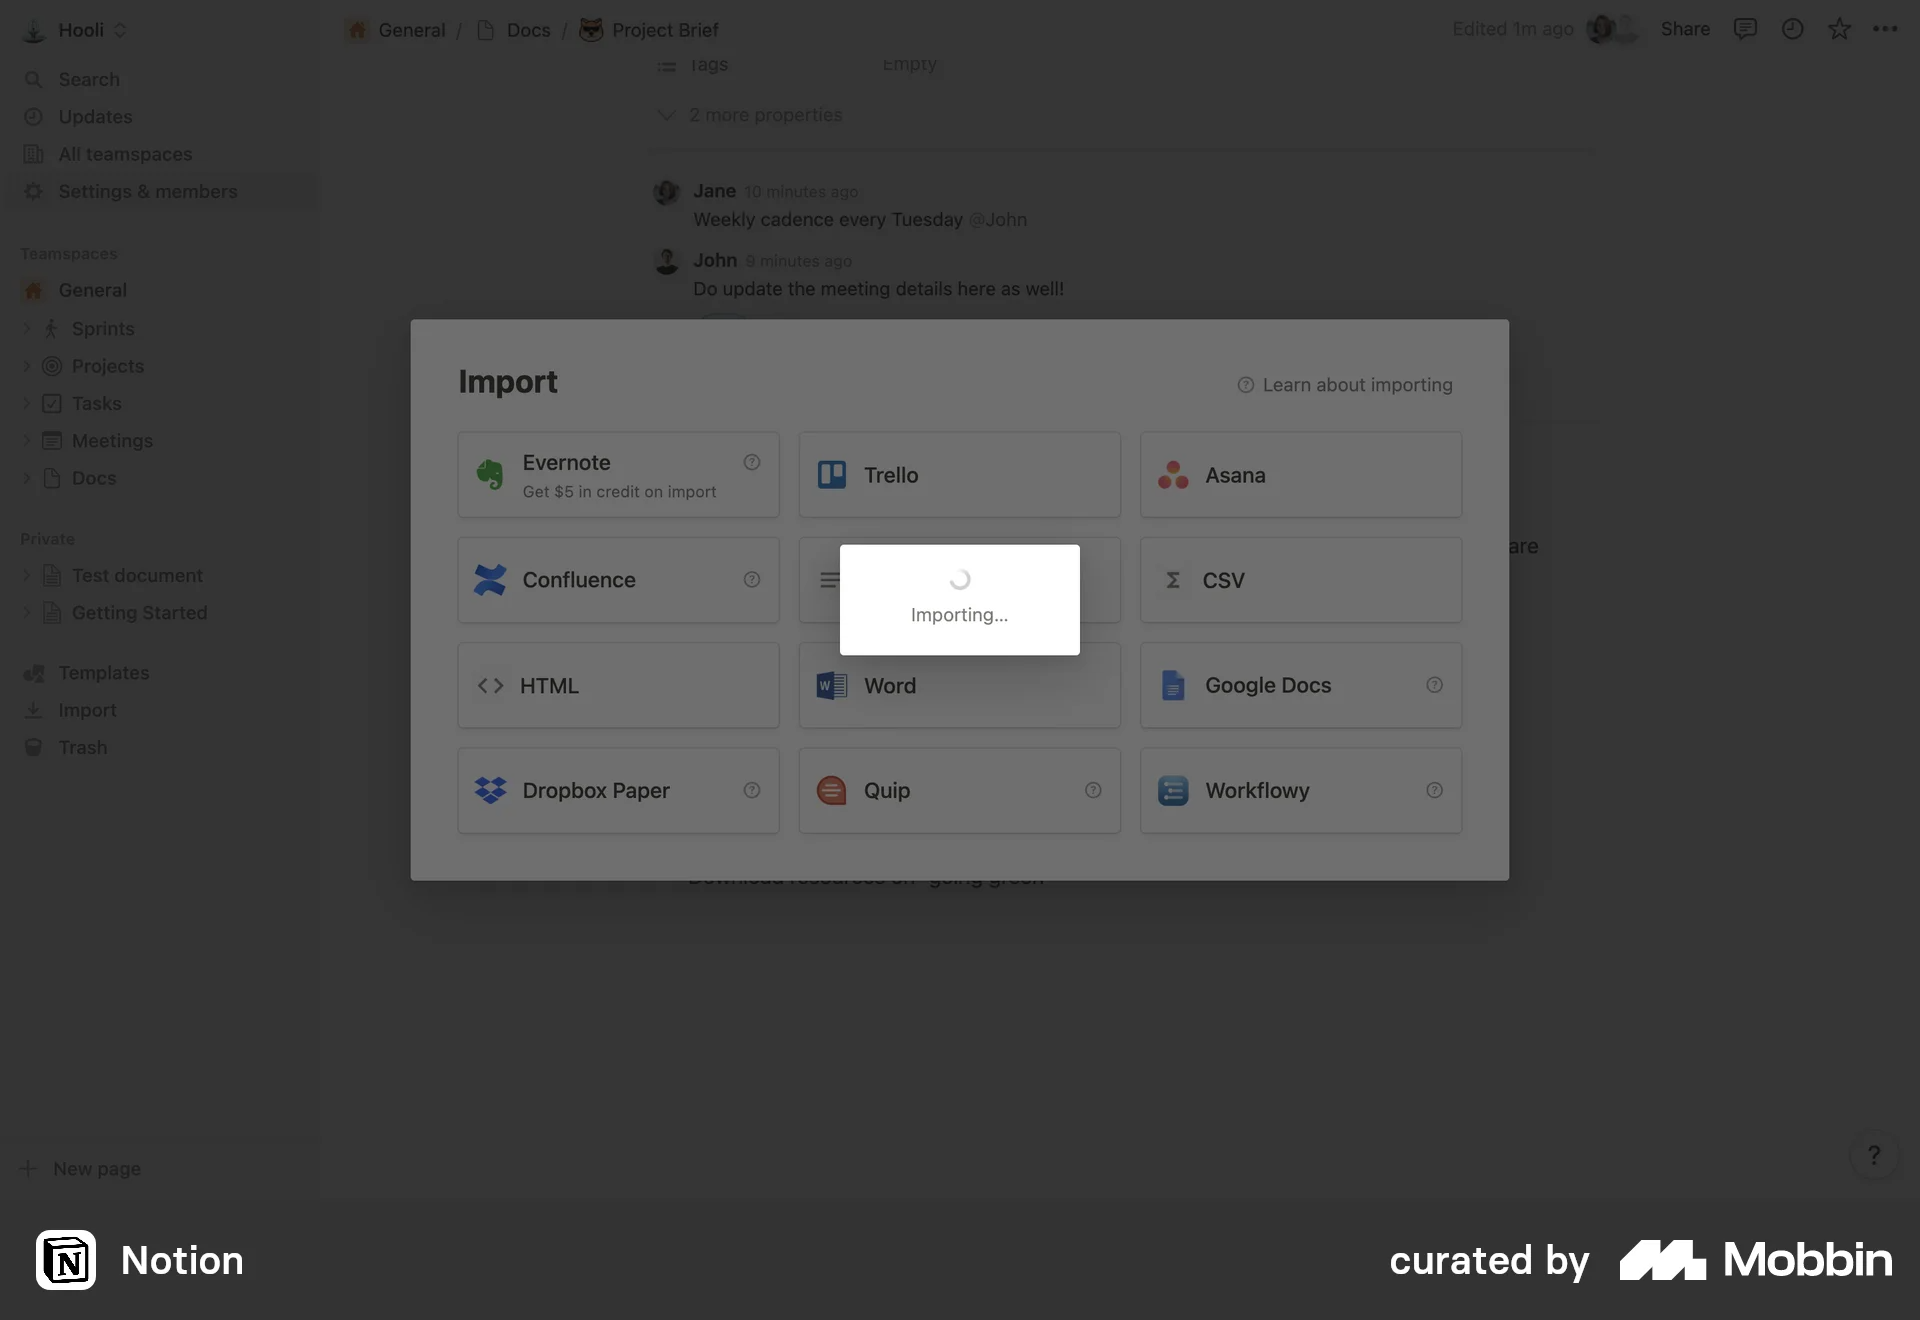 Hooli
General / Docs / Project Brief
Edited 1m ago
Share
Search
Updates
All teamspaces
Settings & members
Teamspaces
General
Sprints
Projects
Tasks
Meetings
Docs
Private
Test document
Getting Started
Templates
Import
Trash
New page
Tags
Empty
2 more properties
Jane 10 minutes ago
Weekly cadence every Tuesday @John
John 9 minutes ago
Do update the meeting details here as well!
Import
Learn about importing
Evernote
Get $5 in credit on import
Trello
Asana
Confluence
CSV
are
Importing...
HTML
W Word
Google Docs
Dropbox Paper
Quip
Workflowy
Download resources on "going green"
?
N Notion
curated by Mobbin